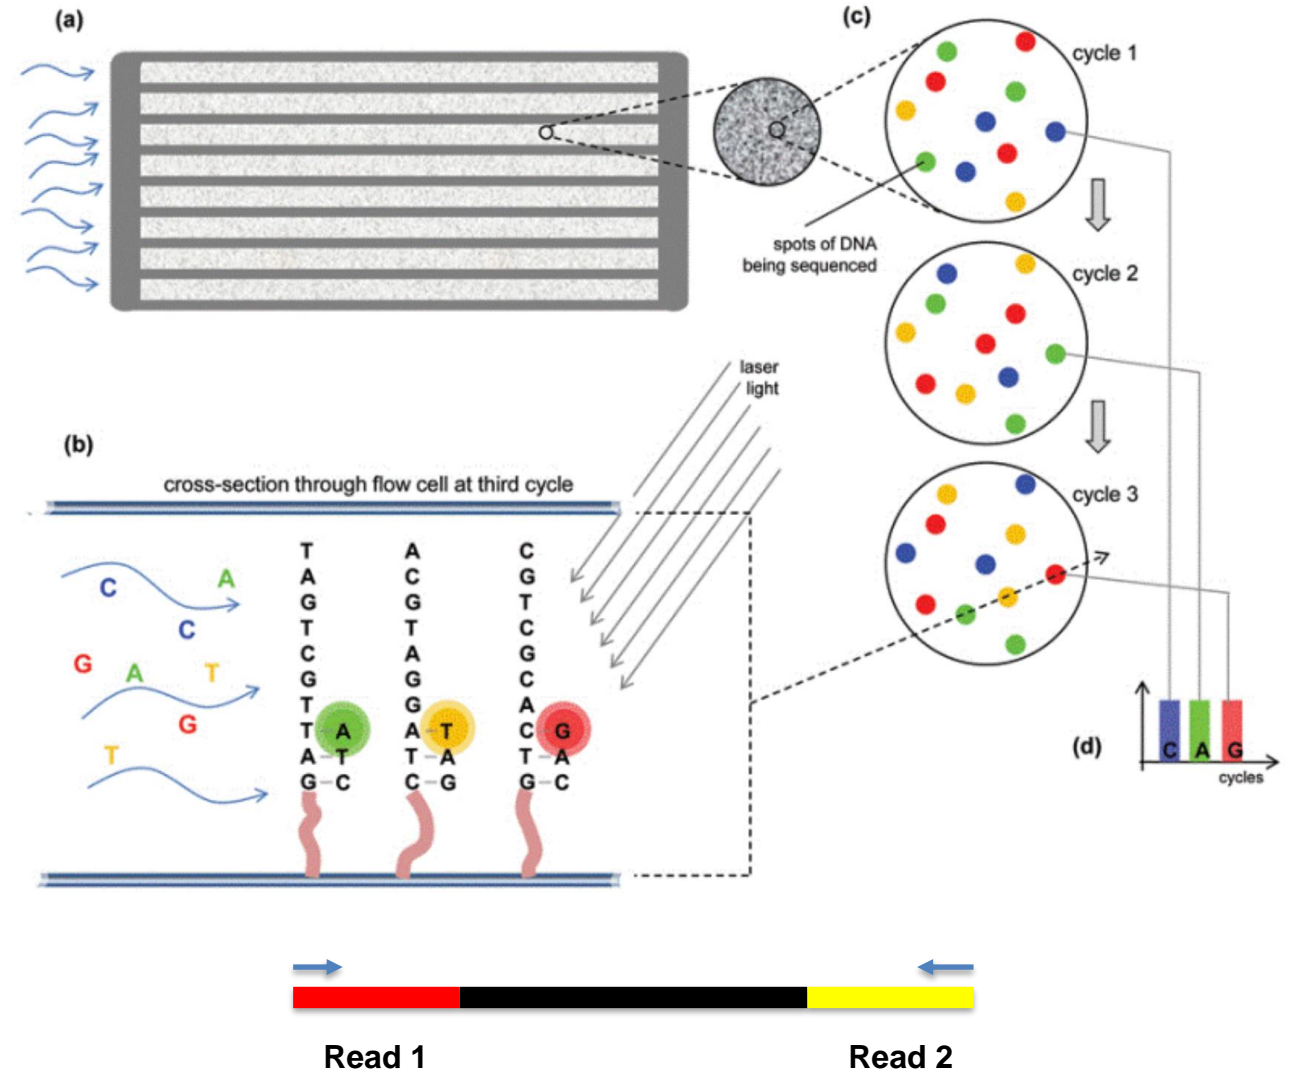 (a)
(c)
cycle 1
spots of DNA
being sequenced
cycle 2
cycle 3
laser
light
(b)
cross-section through flow cell at third cycle
C
A
C
G
A
T
G
T
T
A
G
T
C
G
T
T A
A T
G C
A
C
G
T
A
G
G
A T
T A
C G
C
G
T
C
G
C
A
C G
T A
G C
(d)
C A G
cycles
Read 1
Read 2